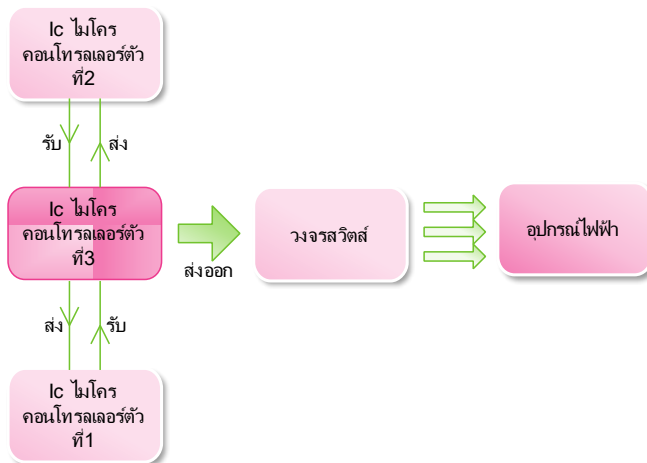 Ic ไมโคร
คอนโทรลเลอร์ตัว
ที่2
รับ
ส่ง
Ic ไมโคร
คอนโทรลเลอร์ตัว
ที่3
ส่งออก
วงจรสวิตส์
อุปกรณ์ไฟฟ้า
ส่ง
รับ
Ic ไมโคร
คอนโทรลเลอร์ตัว
ที่1